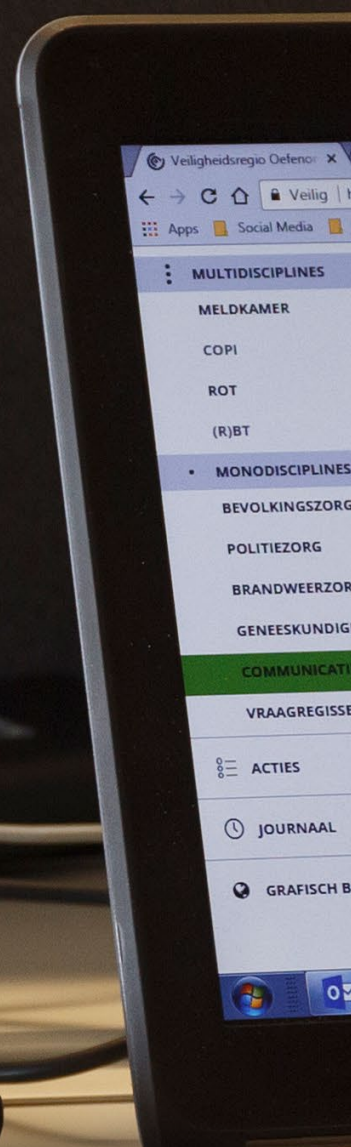 Veiligheidsregio Oefeno
Veilig
Apps Social Media
MULTIDISCIPLINES
MELDKAMER
COPI
ROT
(R)BT
MONODISCIPLINES
BEVOLKINGSZORG
POLITIEZORG
BRANDWEERZOR
GENEESKUNDIG
COMMUNICATI
VRAAGREGISSE
ACTIES
JOURNAAL
GRAFISCH B